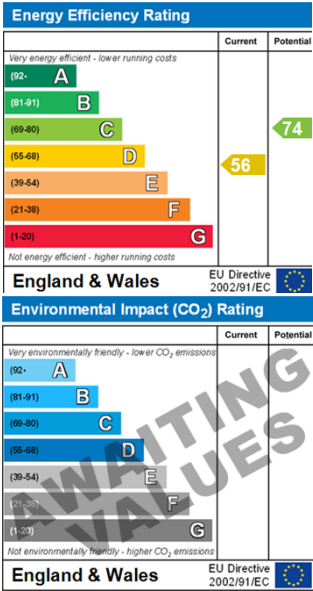 Energy Efficiency Rating
Current Potential
Very energy efficient - lower running costs
(92- A
(81-91) B
(69-80) C 74
(55-68) D 56
(39-54) E
(21-38) F
(1-20) G
Not energy efficient - higher running costs
England & Wales
EU Directive
2002/91/EC
Environmental Impact (CO2) Rating
Current Potential
Very environmentally friendly - lower CO2 emissions
(92- A
(81-91) B
(69-80) C
(55-68) D
(39-54) E
(21-38) F
(1-20) G
AWAITING
VALUES
Not environmentally friendly - higher CO2 emissions
England & Wales
EU Directive
2002/91/EC